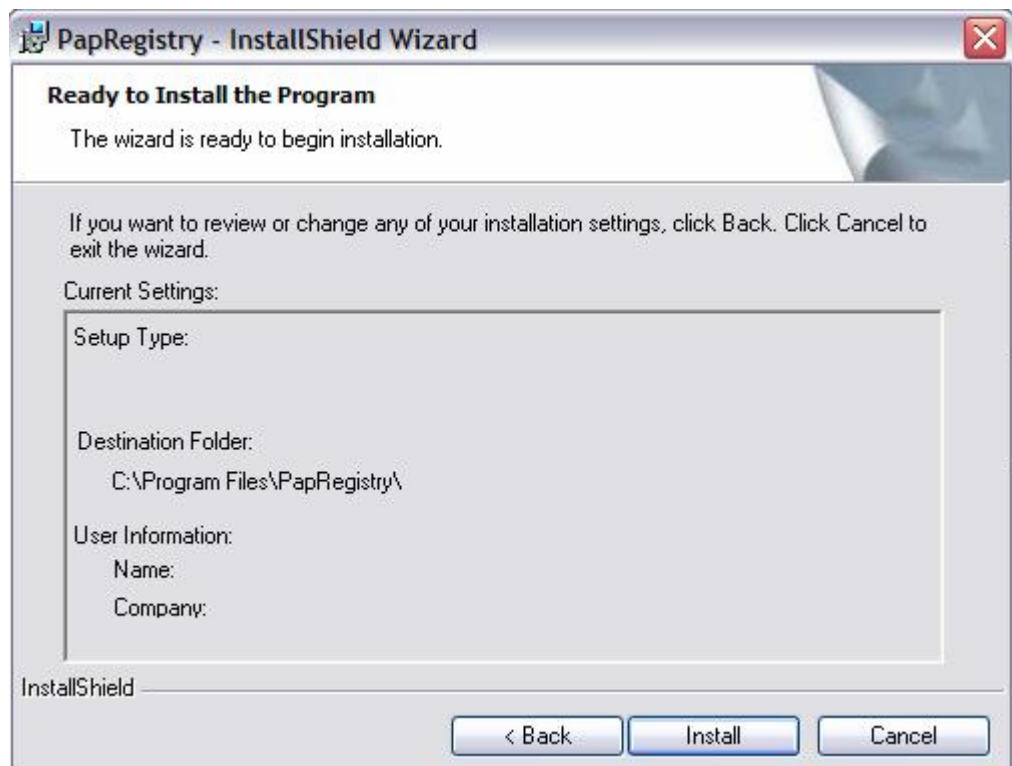 PapRegistry - InstallShield Wizard
Ready to Install the Program
The wizard is ready to begin installation.
If you want to review or change any of your installation settings, click Back. Click Cancel to
exit the wizard.
Current Settings:
Setup Type:
Destination Folder:
C:\Program Files\PapRegistry\
User Information:
Name:
Company:
InstallShield
< Back
Install
Cancel